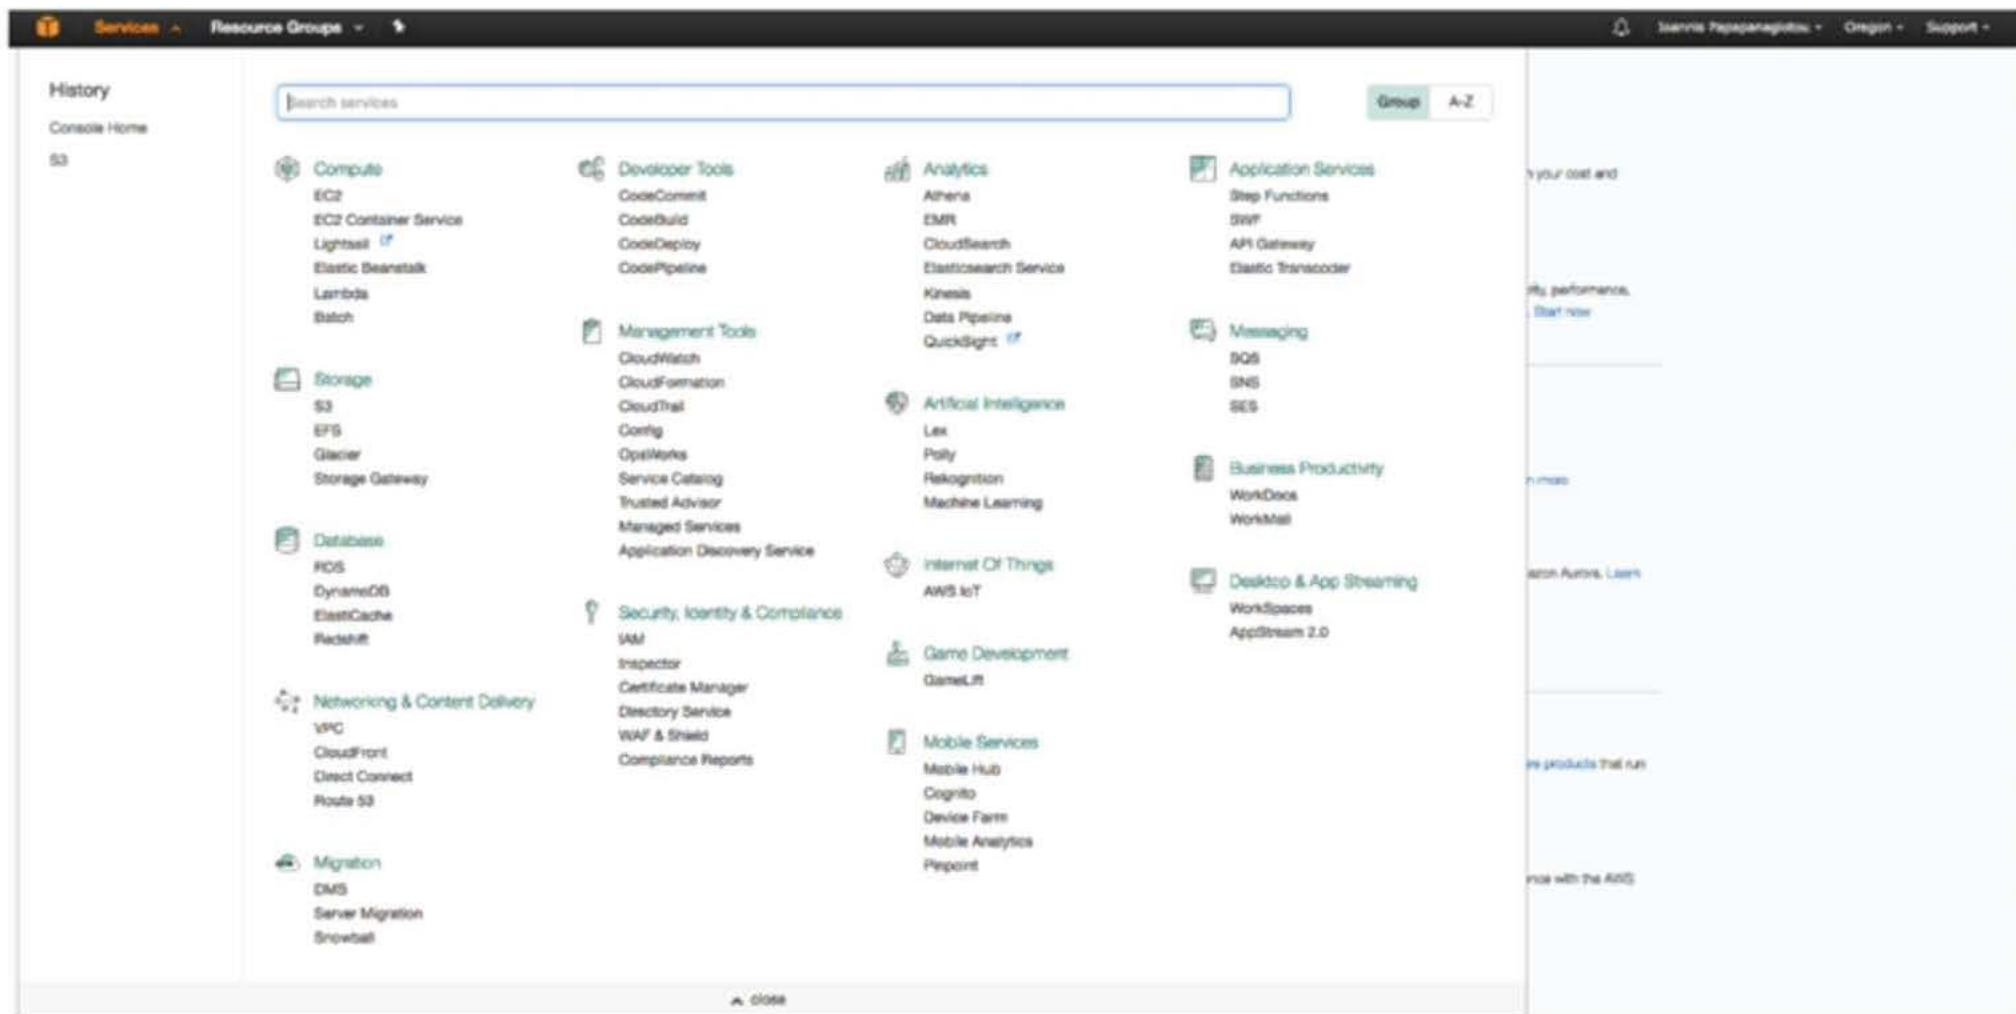 Services
Resource Groups
Ioannis Papapanagiotou
Oregon
Support
History
Console Home
S3
Search services
Group
A-Z
Compute
EC2
EC2 Container Service
Lightsail
Elastic Beanstalk
Lambda
Batch
Storage
S3
EFS
Glacier
Storage Gateway
Database
RDS
DynamoDB
ElastiCache
Redshift
Networking & Content Delivery
VPC
CloudFront
Direct Connect
Route 53
Migration
DMS
Server Migration
Snowball
Developer Tools
CodeCommit
CodeBuild
CodeDeploy
CodePipeline
Management Tools
CloudWatch
CloudFormation
CloudTrail
Config
OpsWorks
Service Catalog
Trusted Advisor
Managed Services
Application Discovery Service
Security, Identity & Compliance
IAM
Inspector
Certificate Manager
Directory Service
WAF & Shield
Compliance Reports
Analytics
Athena
EMR
CloudSearch
Elasticsearch Service
Kinesis
Data Pipeline
QuickSight
Artificial Intelligence
Lex
Polly
Rekognition
Machine Learning
Internet Of Things
AWS IoT
Game Development
GameLift
Mobile Services
Mobile Hub
Cognito
Device Farm
Mobile Analytics
Pinpoint
Application Services
Step Functions
SWF
API Gateway
Elastic Transcoder
Messaging
SQS
SNS
SES
Business Productivity
WorkDocs
WorkMail
Desktop & App Streaming
WorkSpaces
AppStream 2.0
your cost and
performance,
Start now
more
Aurora. Learn
products that run
with the AWS
close